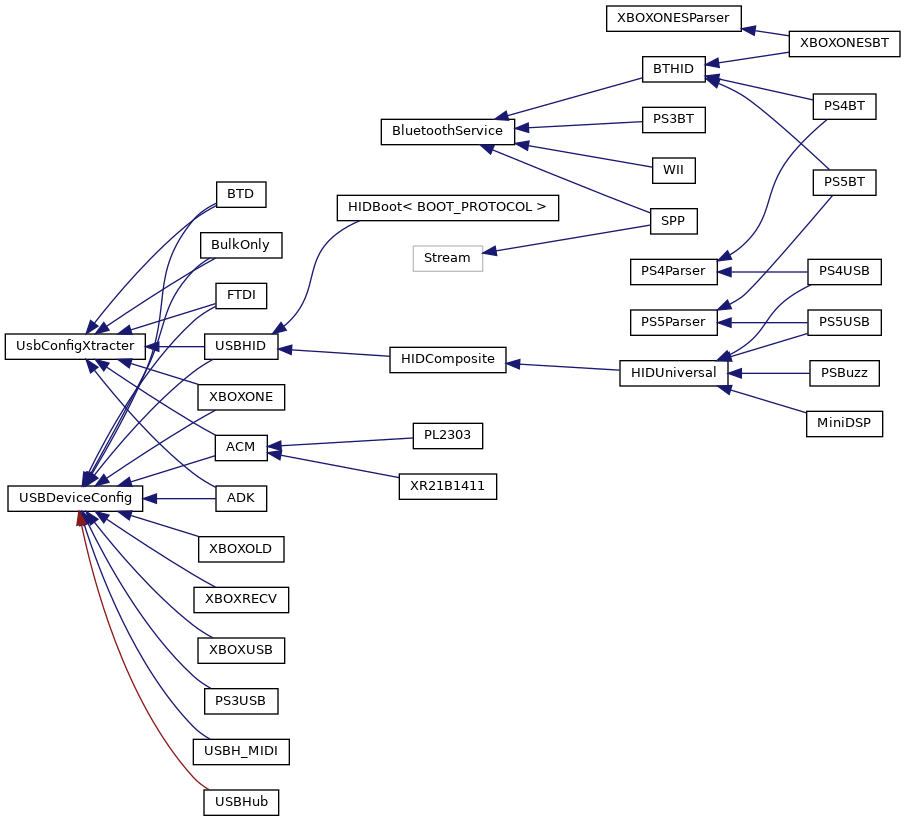 XBOXONESParser
XBOXONESBT
BTHID
PS4BT
PS3BT
BluetoothService
WII
PS5BT
BTD
HIDBoot< BOOT_PROTOCOL >
SPP
BulkOnly
Stream
PS4Parser
PS4USB
FTDI
PS5Parser
PS5USB
UsbConfigXtracter
USBHID
HIDComposite
HIDUniversal
PSBuzz
XBOXONE
MiniDSP
ACM
PL2303
XR21B1411
USBDeviceConfig
ADK
XBOXOLD
XBOXRECV
XBOXUSB
PS3USB
USBH_MIDI
USBHub